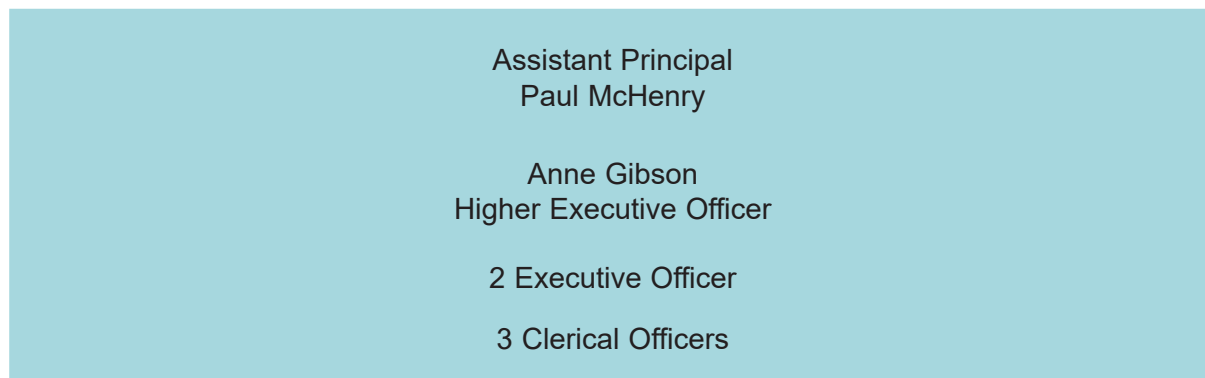 Assistant Principal
Paul McHenry
Anne Gibson
Higher Executive Officer
2 Executive Officer
3 Clerical Officers